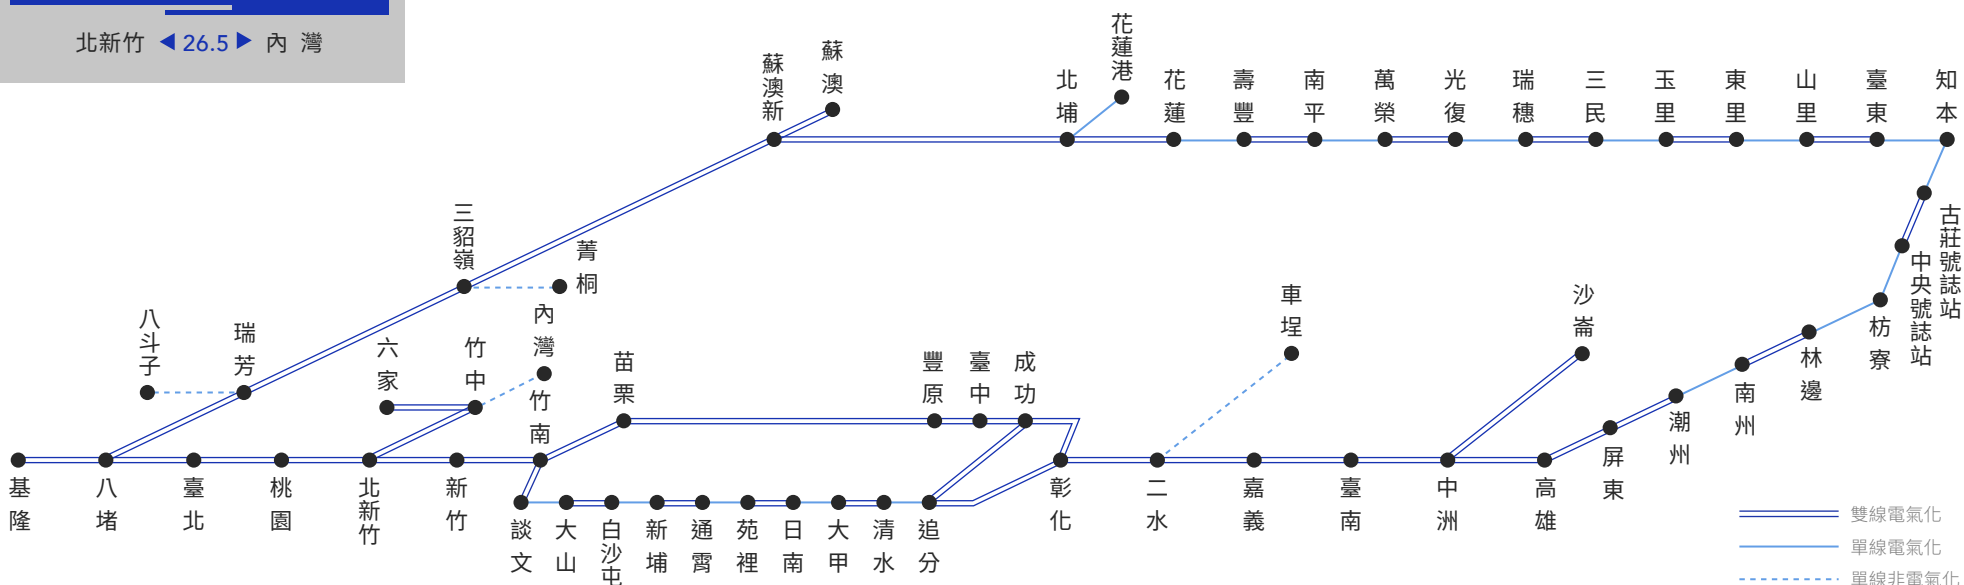 北新竹 ◀ 26.5 ▶ 內灣
蘇澳新
蘇澳
北埔
花蓮港
花蓮
壽豐
南平
萬榮
光復
瑞穗
三民
玉里
東里
山里
臺東
知本
古莊號誌站
中央號誌站
枋寮
林邊
南州
潮州
屏東
三貂嶺
菁桐
八斗子
瑞芳
六家
竹中
內灣
竹南
苗栗
豐原
臺中
成功
車埕
沙崙
基隆
八堵
臺北
桃園
北新竹
新竹
談文
大山
白沙屯
新埔
通霄
苑裡
日南
大甲
清水
追分
彰化
二水
嘉義
臺南
中洲
高雄
雙線電氣化
單線電氣化
單線非電氣化